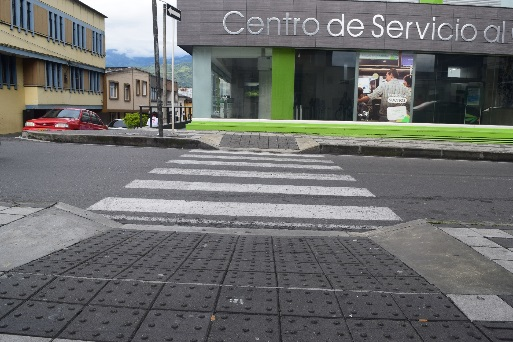 Centro de Servicio al